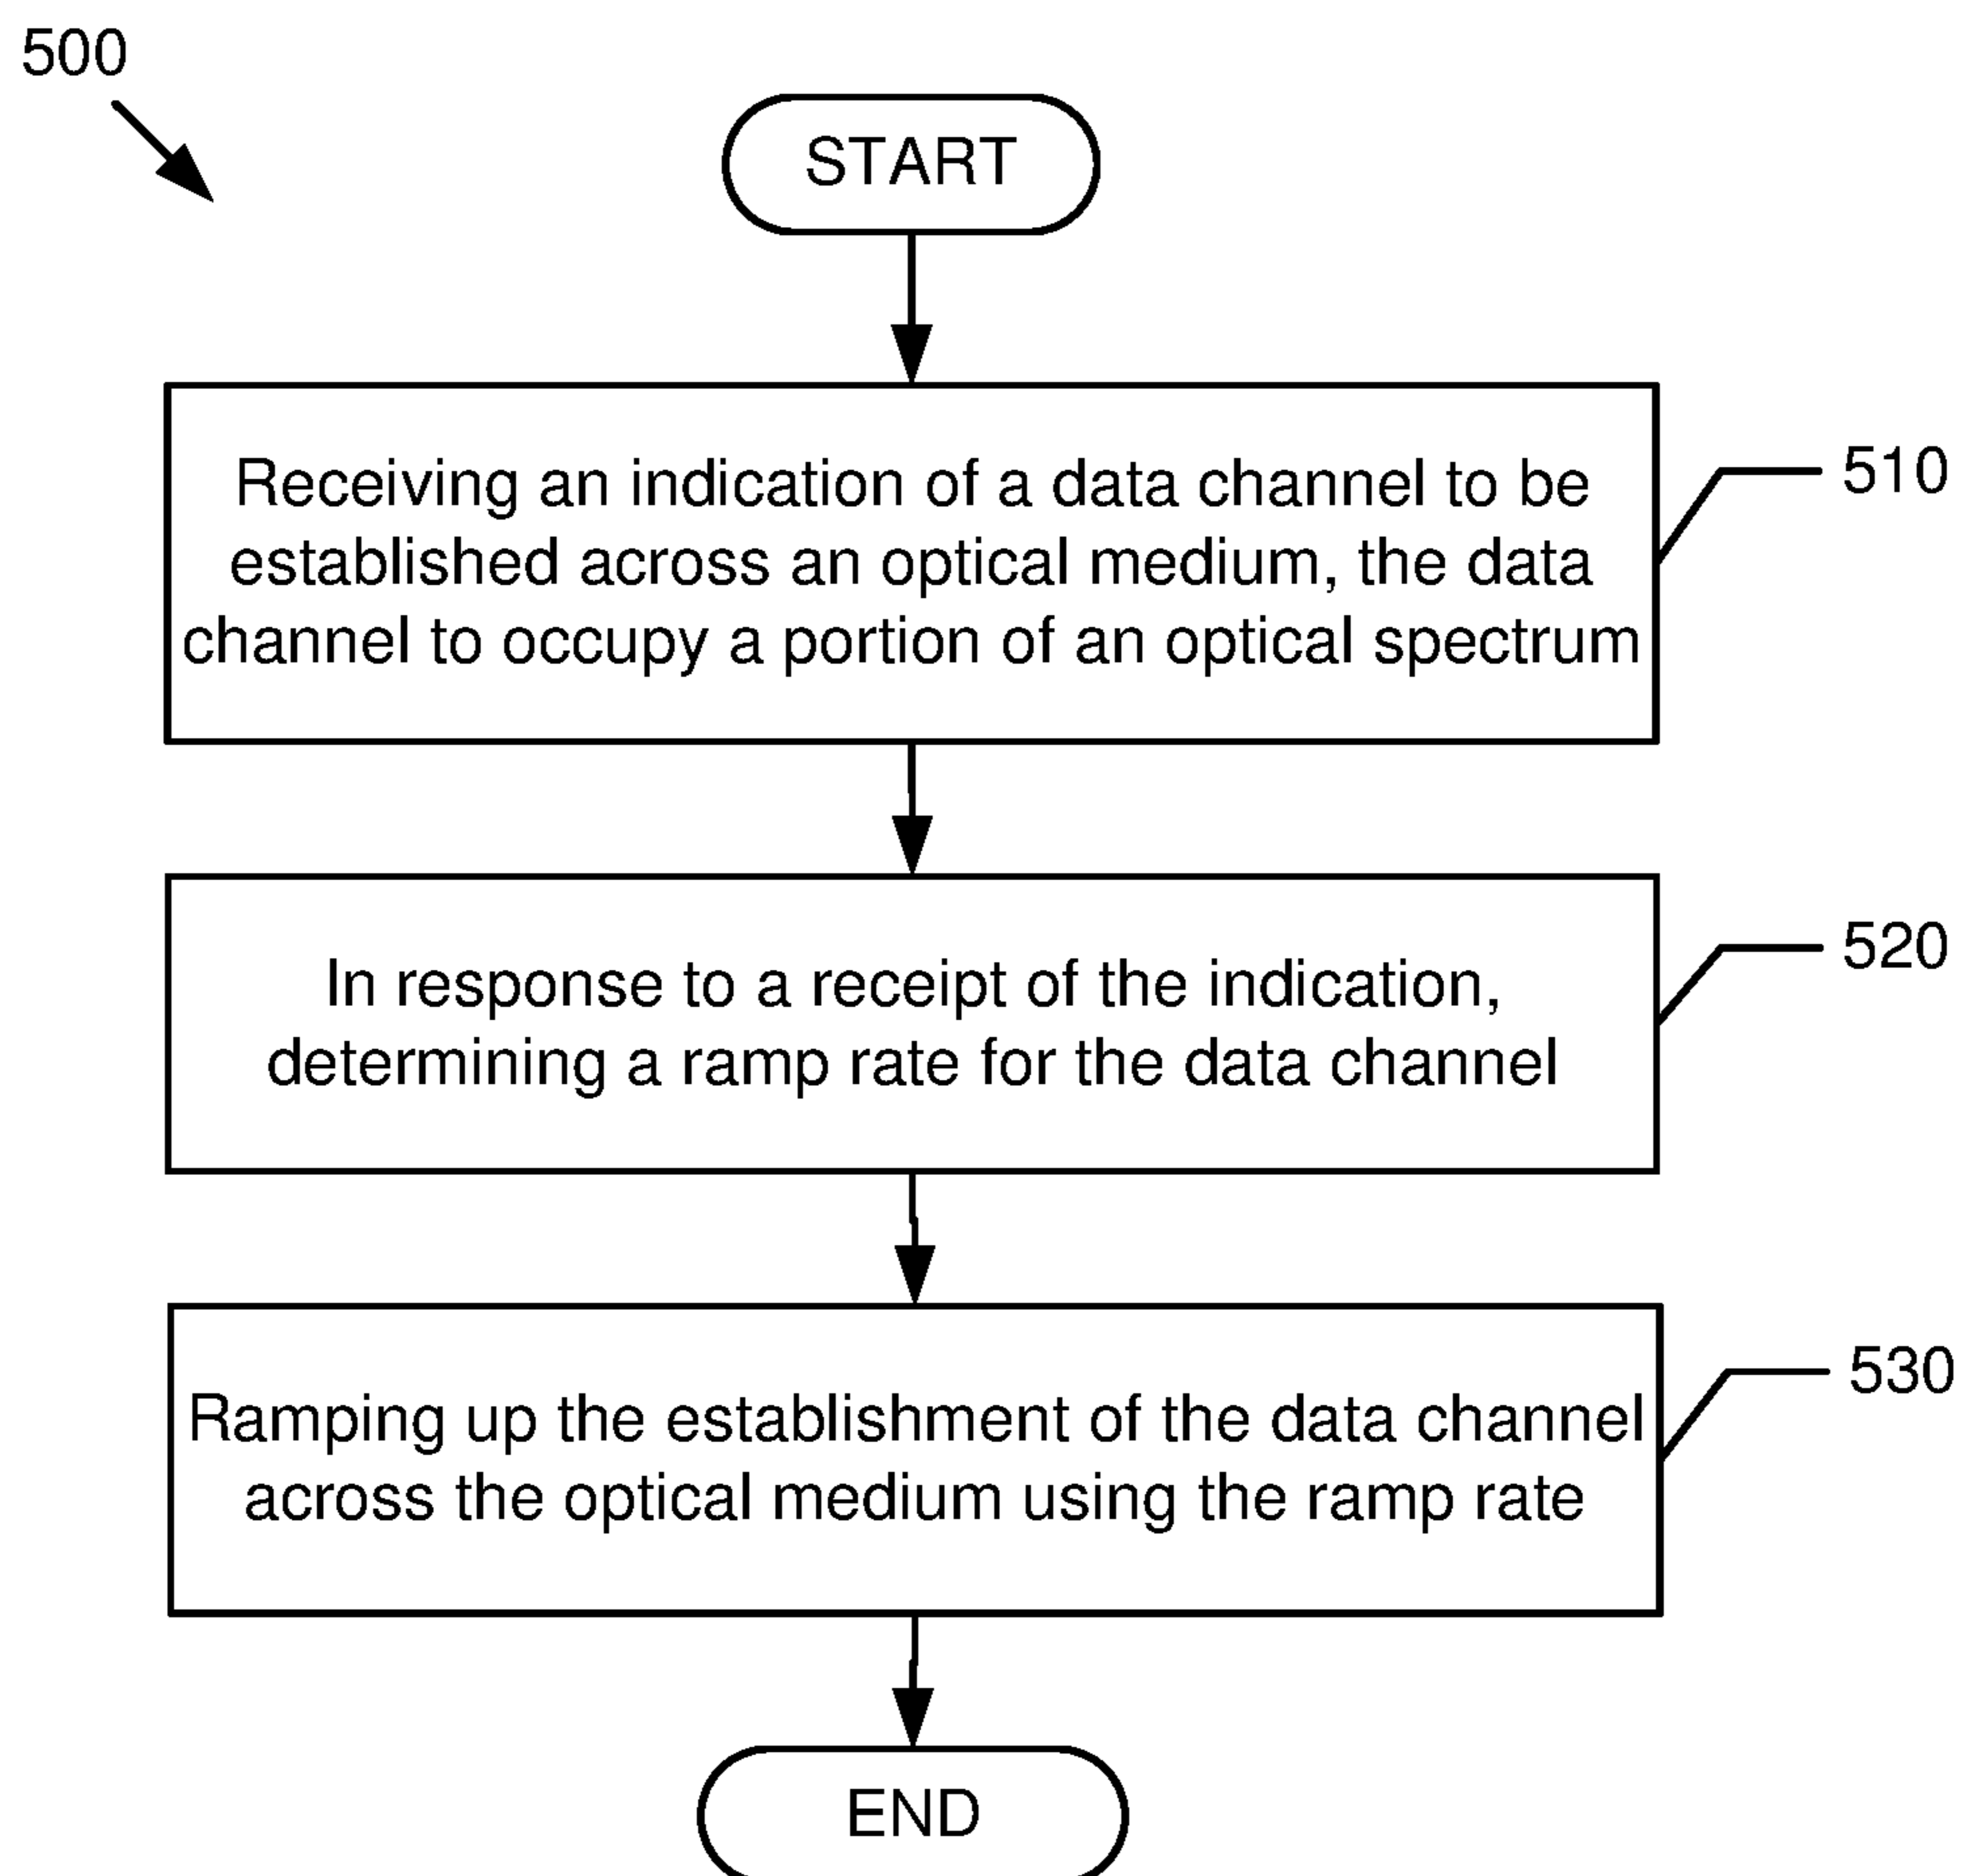 500
START
Receiving an indication of a data channel to be
established across an optical medium, the data
channel to occupy a portion of an optical spectrum
510
In response to a receipt of the indication,
determining a ramp rate for the data channel
520
Ramping up the establishment of the data channel
across the optical medium using the ramp rate
530
END